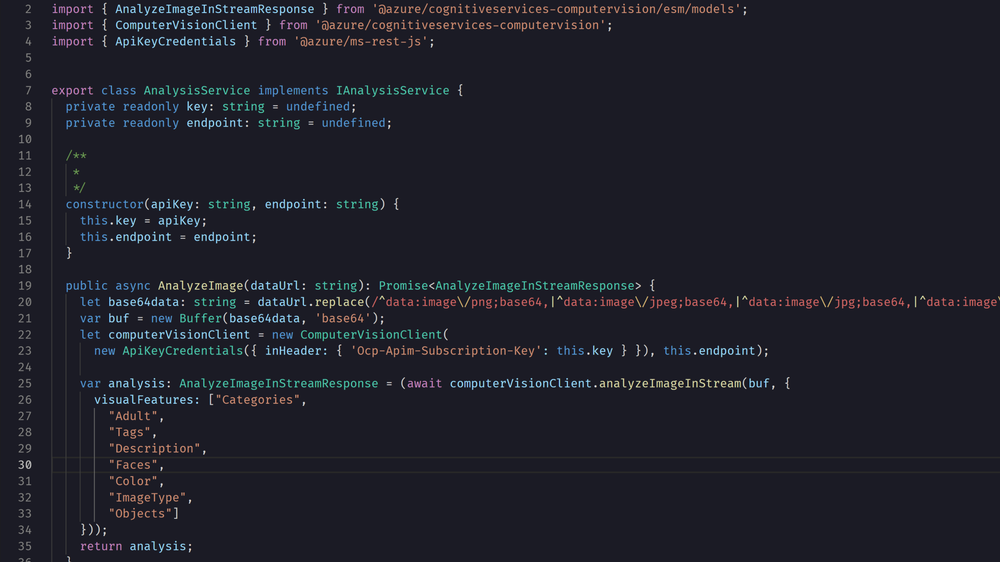 2 import { AnalyzeImageInStreamResponse } from '@azure/cognitiveservices-computervision/esm/models';
3 import { ComputerVisionClient } from '@azure/cognitiveservices-computervision';
4 import { ApiKeyCredentials } from '@azure/ms-rest-js';
5
6
7 export class AnalysisService implements IAnalysisService {
8 private readonly key: string = undefined;
9 private readonly endpoint: string = undefined;
10
11 /**
12 *
13 */
14 constructor(apiKey: string, endpoint: string) {
15 this.key = apiKey;
16 this.endpoint = endpoint;
17 }
18
19 public async AnalyzeImage(dataUrl: string): Promise<AnalyzeImageInStreamResponse> {
20 let base64data: string = dataUrl.replace(/^data:image\/png;base64,|^data:image\/jpeg;base64,|^data:image\/jpg;base64,|^data:image\
21 var buf = new Buffer(base64data, 'base64');
22 let computerVisionClient = new ComputerVisionClient(
23 new ApiKeyCredentials({ inHeader: { 'Ocp-Apim-Subscription-Key': this.key } }), this.endpoint);
24
25 var analysis: AnalyzeImageInStreamResponse = (await computerVisionClient.analyzeImageInStream(buf, {
26 visualFeatures: ["Categories",
27 "Adult",
28 "Tags",
29 "Description",
30 "Faces",
31 "Color",
32 "ImageType",
33 "Objects"]
34 }));
35 return analysis;
36 }